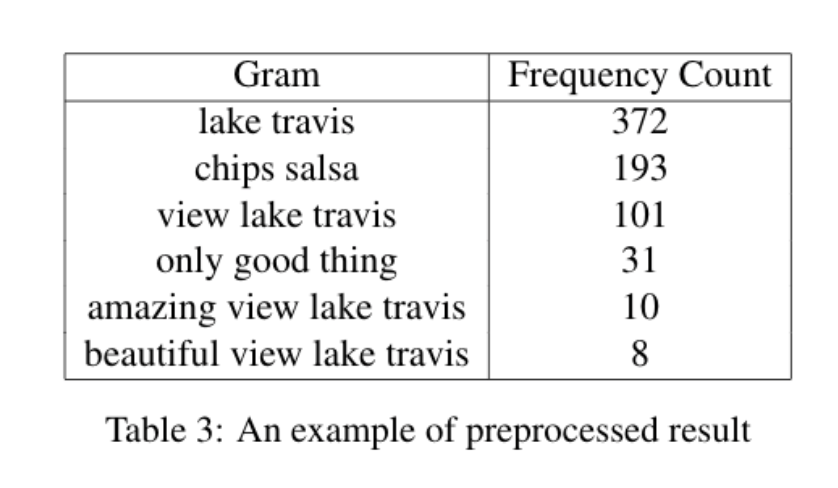 Gram Frequency Count
lake travis 372
chips salsa 193
view lake travis 101
only good thing 31
amazing view lake travis 10
beautiful view lake travis 8
Table 3: An example of preprocessed result